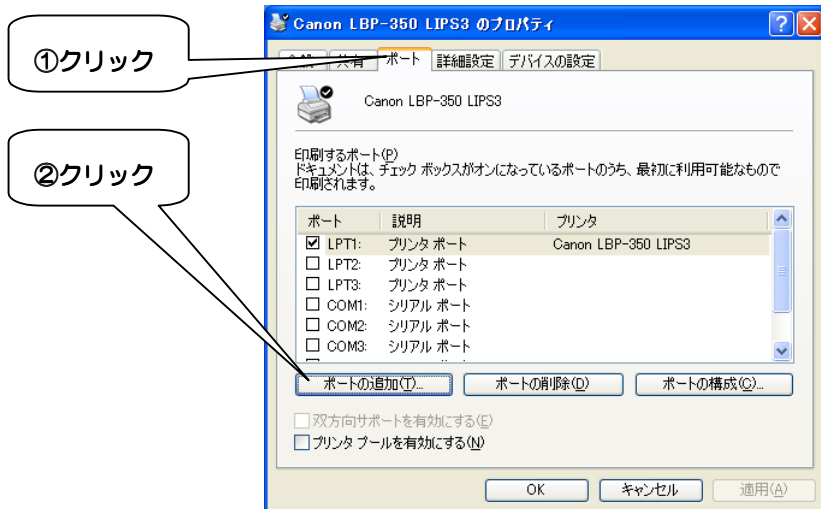 Canon LBP-350 LIPS3 のプロパティ
①クリック
共有 ポート 詳細設定 デバイスの設定
Canon LBP-350 LIPS3
②クリック
印刷するポート(P)
ドキュメントは、チェック ボックスがオンになっているポートのうち、最初に利用可能なもので
印刷されます。
ポート 説明 プリンタ
LPT1: プリンタ ポート Canon LBP-350 LIPS3
LPT2: プリンタ ポート
LPT3: プリンタ ポート
COM1: シリアル ポート
COM2: シリアル ポート
COM3: シリアル ポート
ポートの追加(T)... ポートの削除(D) ポートの構成(C)...
双方向サポートを有効にする(E)
プリンタ プールを有効にする(N)
OK キャンセル 適用(A)